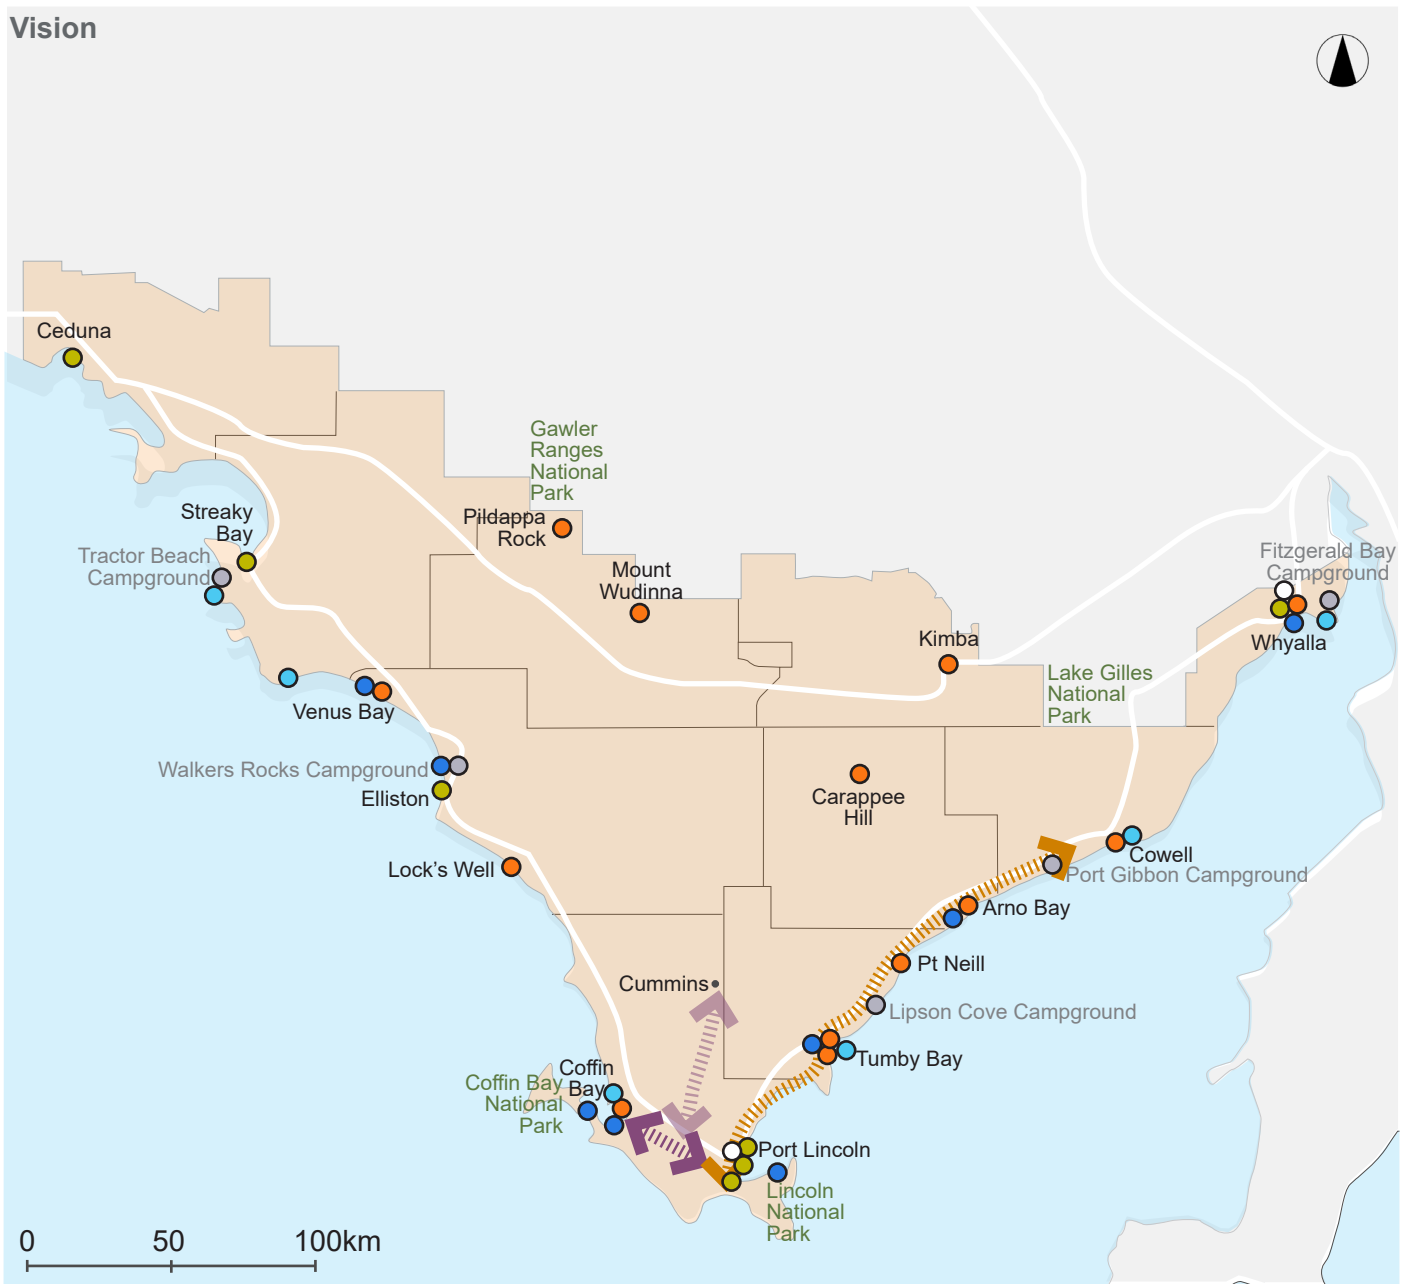 Vision
Ceduna
Gawler
Ranges
National
Park
Streaky
Bay
Pildappa
Rock
Tractor Beach
Campground
Mount
Wudinna
Fitzgerald Bay
Campground
Kimba
Whyalla
Lake Gilles
National
Park
Venus Bay
Walkers Rocks Campground
Elliston
Carappee
Hill
Cowell
Lock’s Well
Port Gibbon Campground
Arno Bay
Pt Neill
Cummins
Lipson Cove Campground
Tumby Bay
Coffin
Bay
Coffin Bay
National
Park
Port Lincoln
Lincoln
National
Park
0 50 100km